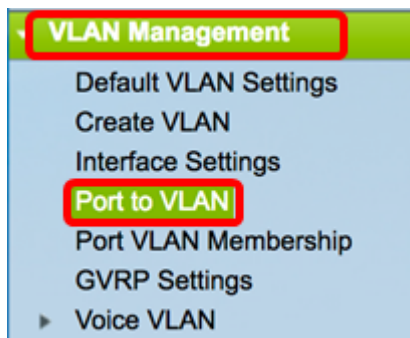 VLAN Management
Default VLAN Settings
Create VLAN
Interface Settings
Port to VLAN
Port VLAN Membership
GVRP Settings
Voice VLAN